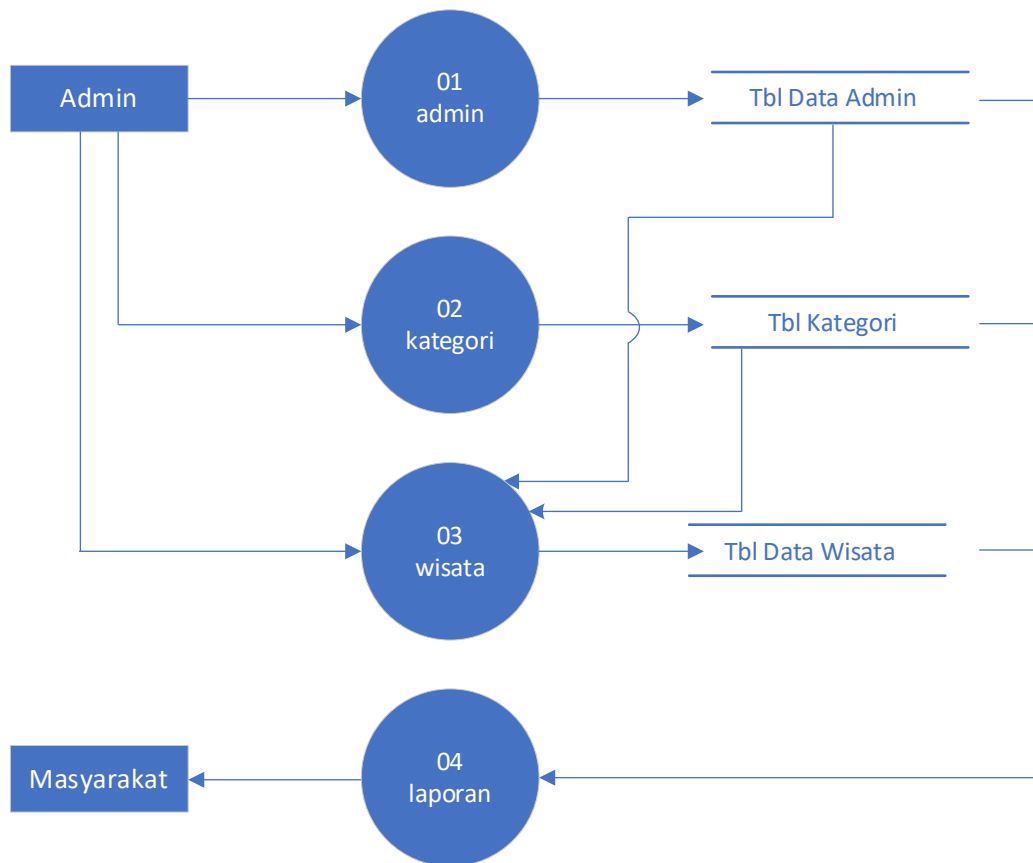 Admin
01
admin
Tbl Data Admin
02
kategori
Tbl Kategori
03
wisata
Tbl Data Wisata
04
laporan
Masyarakat